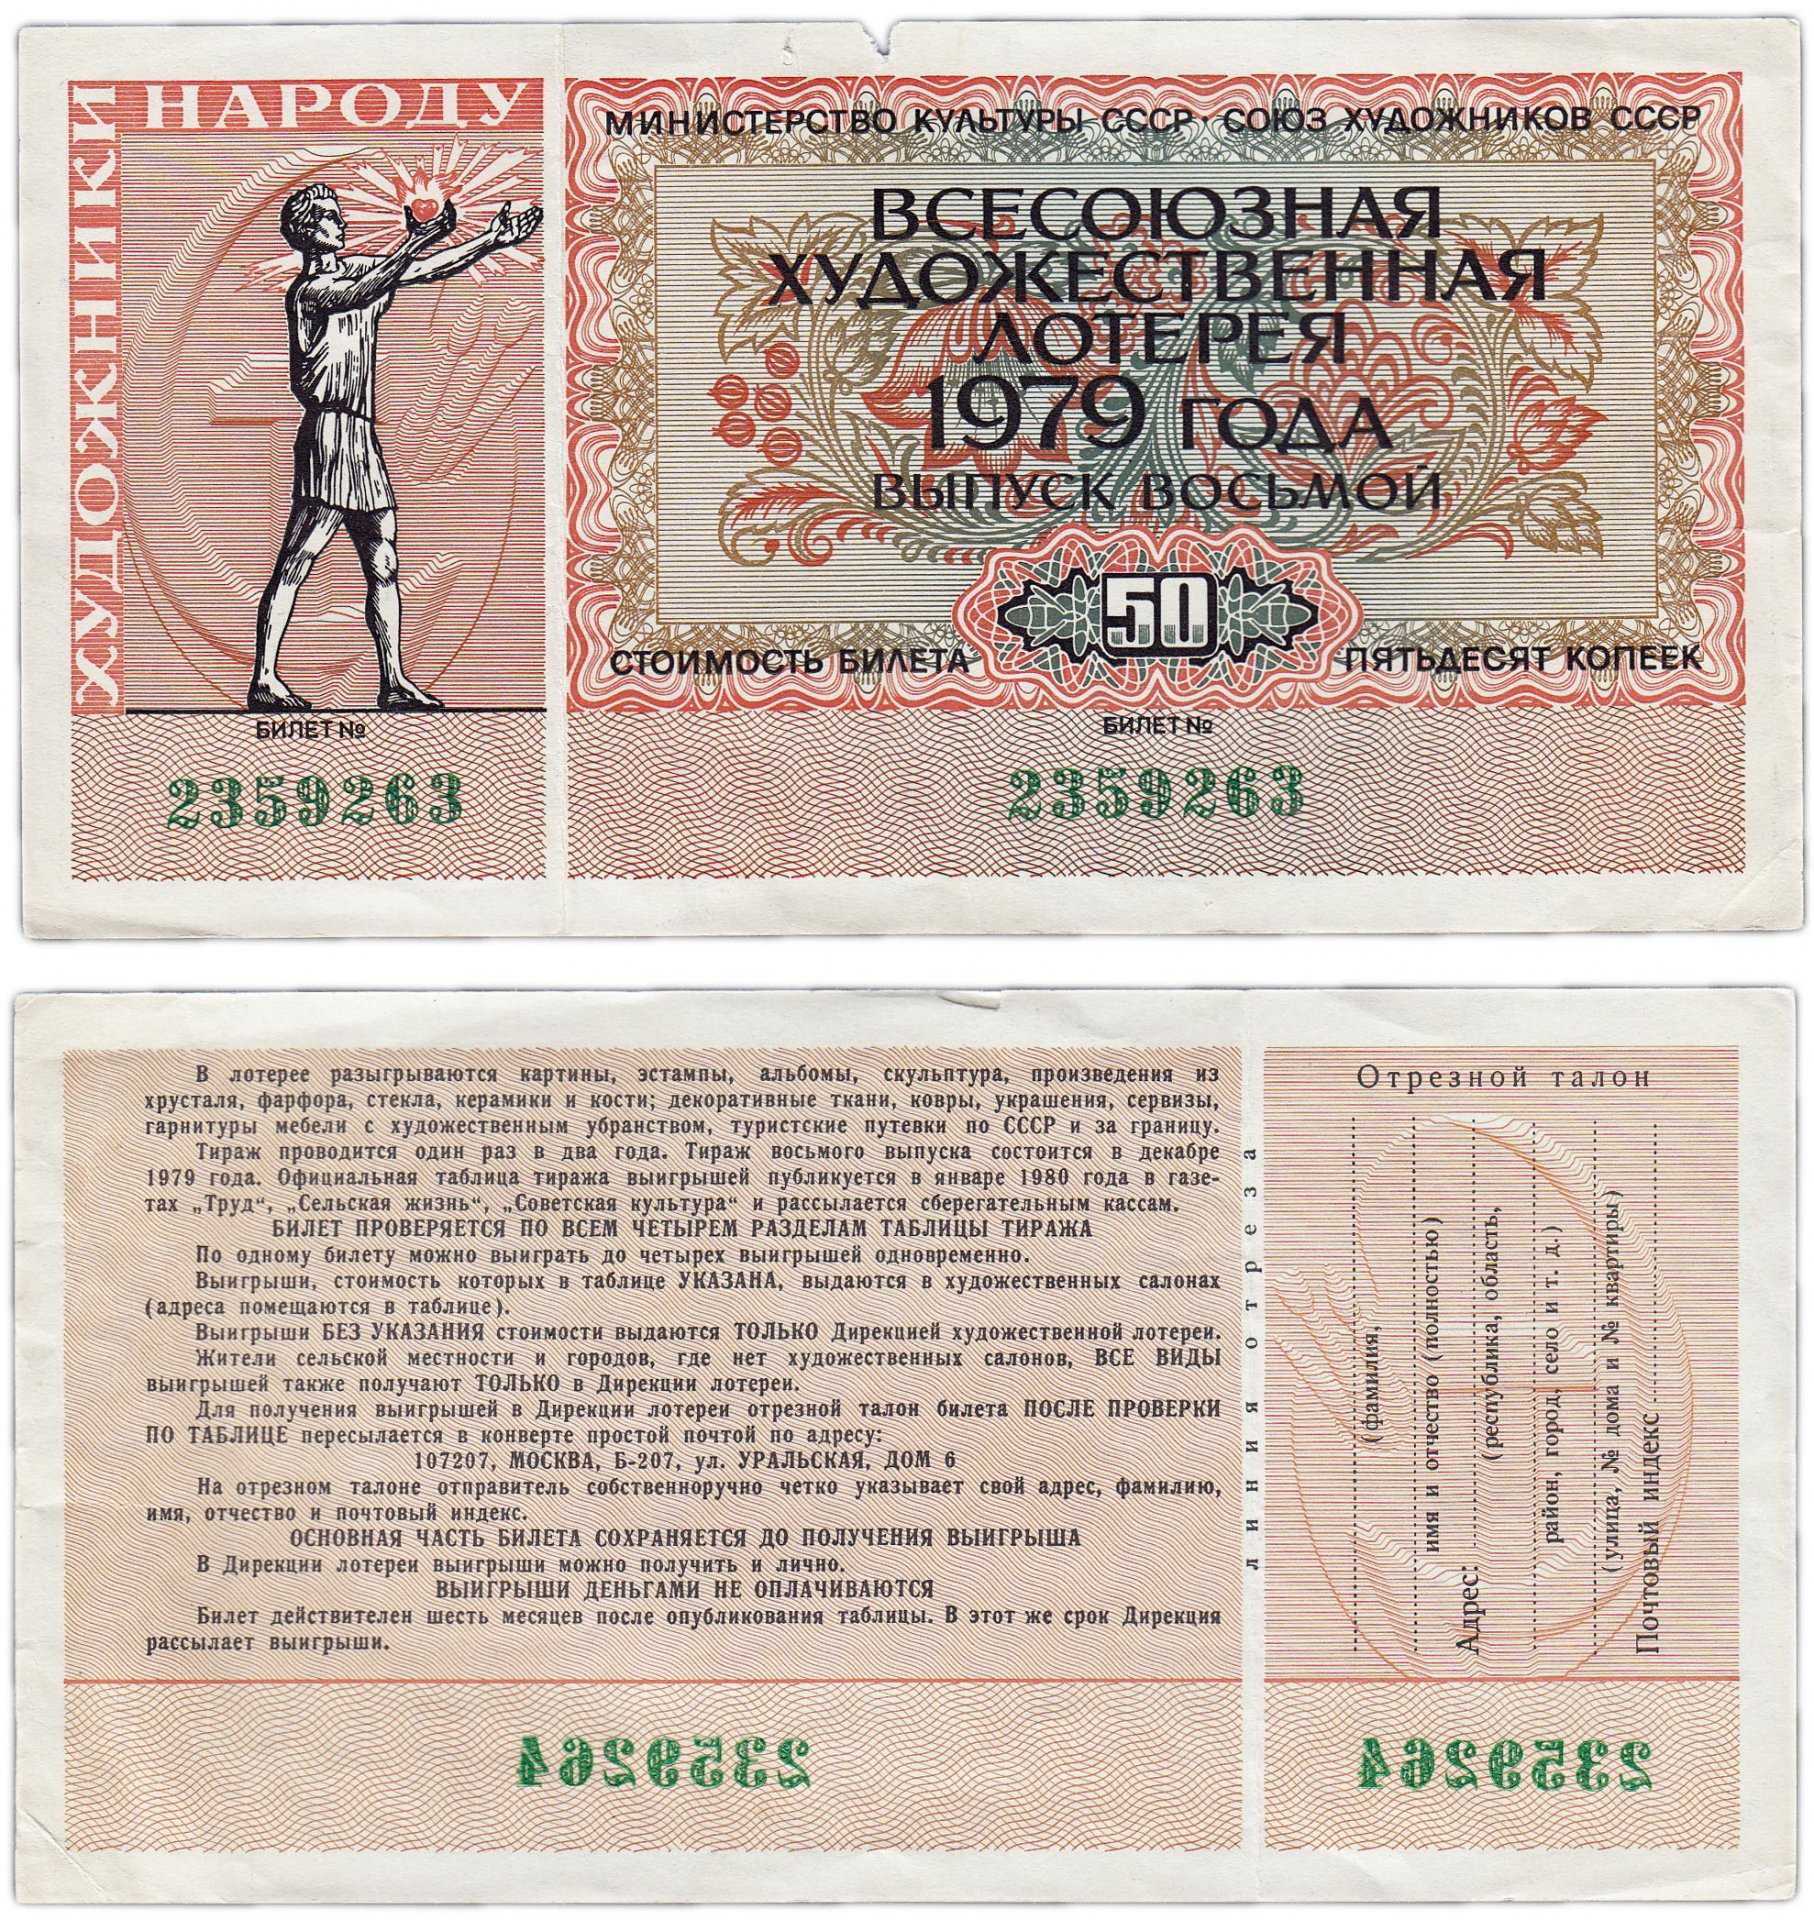 ХУДОЖНИКИ
НАРОДУ
МИНИСТЕРСТВО КУЛЬТУРЫ СССР · СОЮЗ ХУДОЖНИКОВ СССР
ВСЕСОЮЗНАЯ
ХУДОЖЕСТВЕННАЯ
ЛОТЕРЕЯ
1979 ГОДА
ВЫПУСК ВОСЬМОЙ
50
СТОИМОСТЬ БИЛЕТА ПЯТЬДЕСЯТ КОПЕЕК
БИЛЕТ №
2359263
БИЛЕТ №
2359263
В лотерее разыгрываются картины, эстампы, альбомы, скульптура, произведения из
хрусталя, фарфора, стекла, керамики и кости; декоративные ткани, ковры, украшения, сервизы,
гарнитуры мебели с художественным убранством, туристские путевки по СССР и за границу.
Тираж проводится один раз в два года. Тираж восьмого выпуска состоится в декабре
1979 года. Официальная таблица тиража выигрышей публикуется в январе 1980 года в газе-
тах „Труд“, „Сельская жизнь“, „Советская культура“ и рассылается сберегательным кассам.
БИЛЕТ ПРОВЕРЯЕТСЯ ПО ВСЕМ ЧЕТЫРЕМ РАЗДЕЛАМ ТАБЛИЦЫ ТИРАЖА
По одному билету можно выиграть до четырех выигрышей одновременно.
Выигрыши, стоимость которых в таблице УКАЗАНА, выдаются в художественных салонах
(адреса помещаются в таблице).
Выигрыши БЕЗ УКАЗАНИЯ стоимости выдаются ТОЛЬКО Дирекцией художественной лотереи.
Жители сельской местности и городов, где нет художественных салонов, ВСЕ ВИДЫ
выигрышей также получают ТОЛЬКО в Дирекции лотереи.
Для получения выигрышей в Дирекции лотереи отрезной талон билета ПОСЛЕ ПРОВЕРКИ
ПО ТАБЛИЦЕ пересылается в конверте простой почтой по адресу:
107207, МОСКВА, Б-207, ул. УРАЛЬСКАЯ, ДОМ 6
На отрезном талоне отправитель собственноручно четко указывает свой адрес, фамилию,
имя, отчество и почтовый индекс.
ОСНОВНАЯ ЧАСТЬ БИЛЕТА СОХРАНЯЕТСЯ ДО ПОЛУЧЕНИЯ ВЫИГРЫША
В Дирекции лотереи выигрыши можно получить и лично.
ВЫИГРЫШИ ДЕНЬГАМИ НЕ ОПЛАЧИВАЮТСЯ
Билет действителен шесть месяцев после опубликования таблицы. В этот же срок Дирекция
рассылает выигрыши.
линия отреза
Отрезной талон
(фамилия,
имя и отчество (полностью)
Адрес:
(республика, область,
район, город, село и т. д.)
(улица, № дома и № квартиры)
Почтовый индекс
2359264
2359264